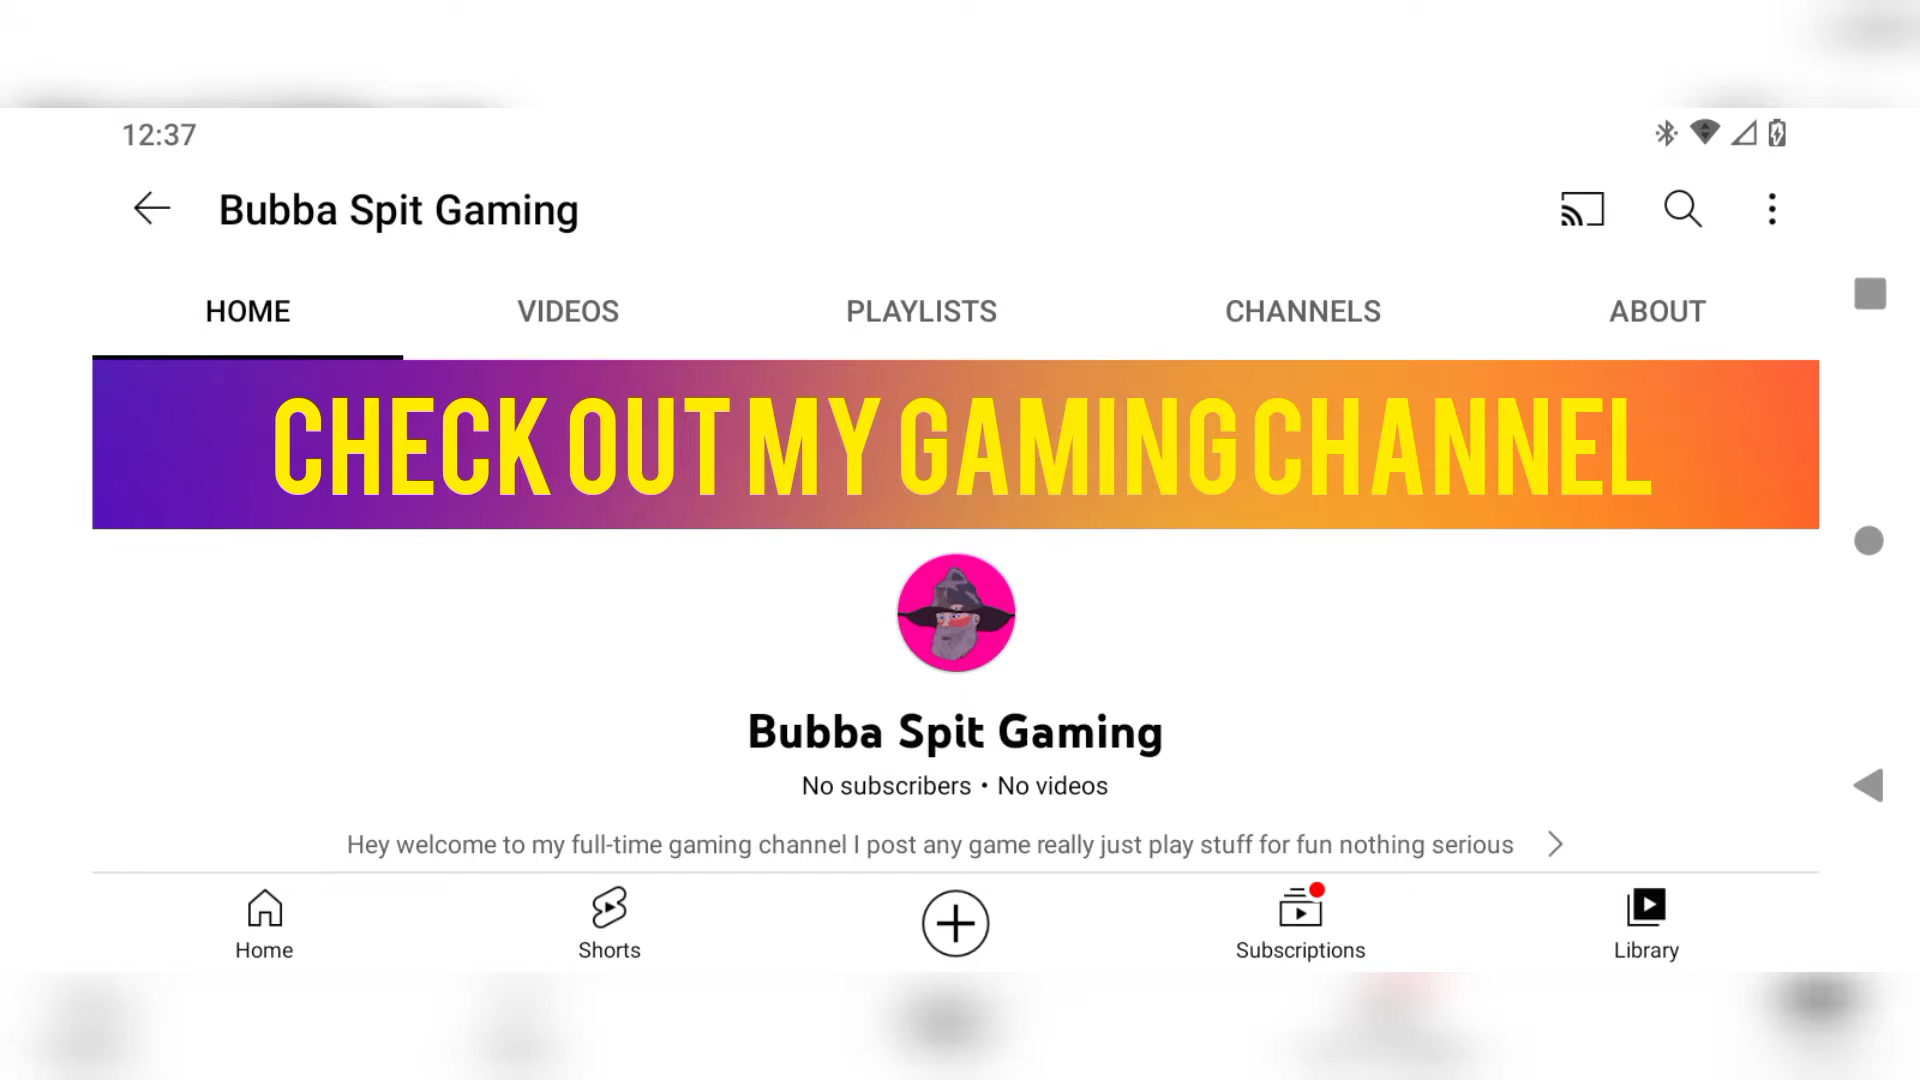 12:37
Bubba Spit Gaming
HOME VIDEOS PLAYLISTS CHANNELS ABOUT
CHECK OUT MY GAMING CHANNEL
Bubba Spit Gaming
No subscribers • No videos
Hey welcome to my full-time gaming channel I post any game really just play stuff for fun nothing serious
Home Shorts Subscriptions Library